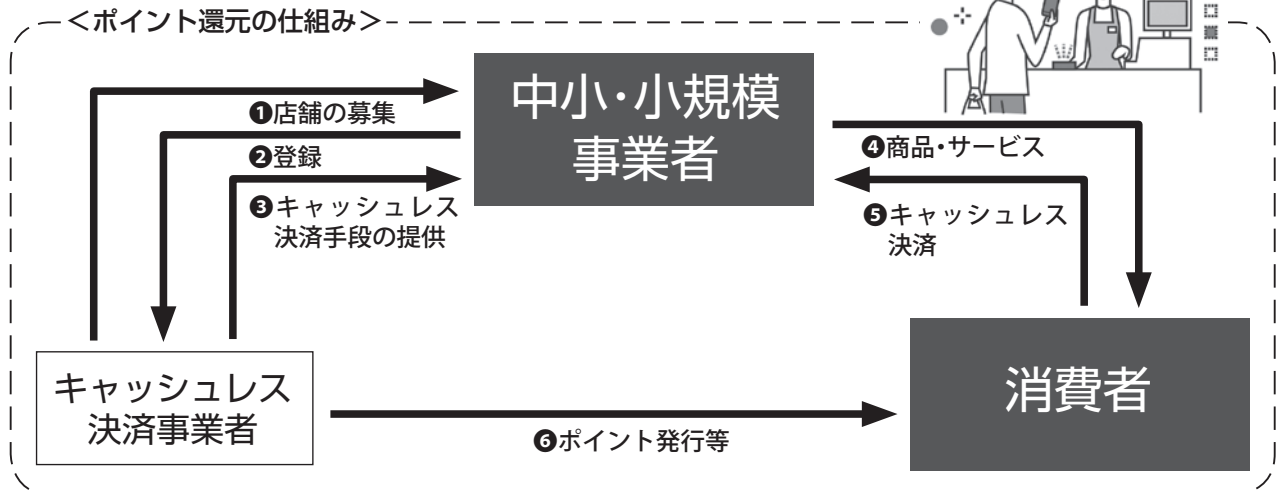 ＜ポイント還元の仕組み＞
中小・小規模
事業者
❶店舗の募集
❷登録
❸キャッシュレス
決済手段の提供
❹商品・サービス
❺キャッシュレス
決済
キャッシュレス
決済事業者
消費者
❻ポイント発行等